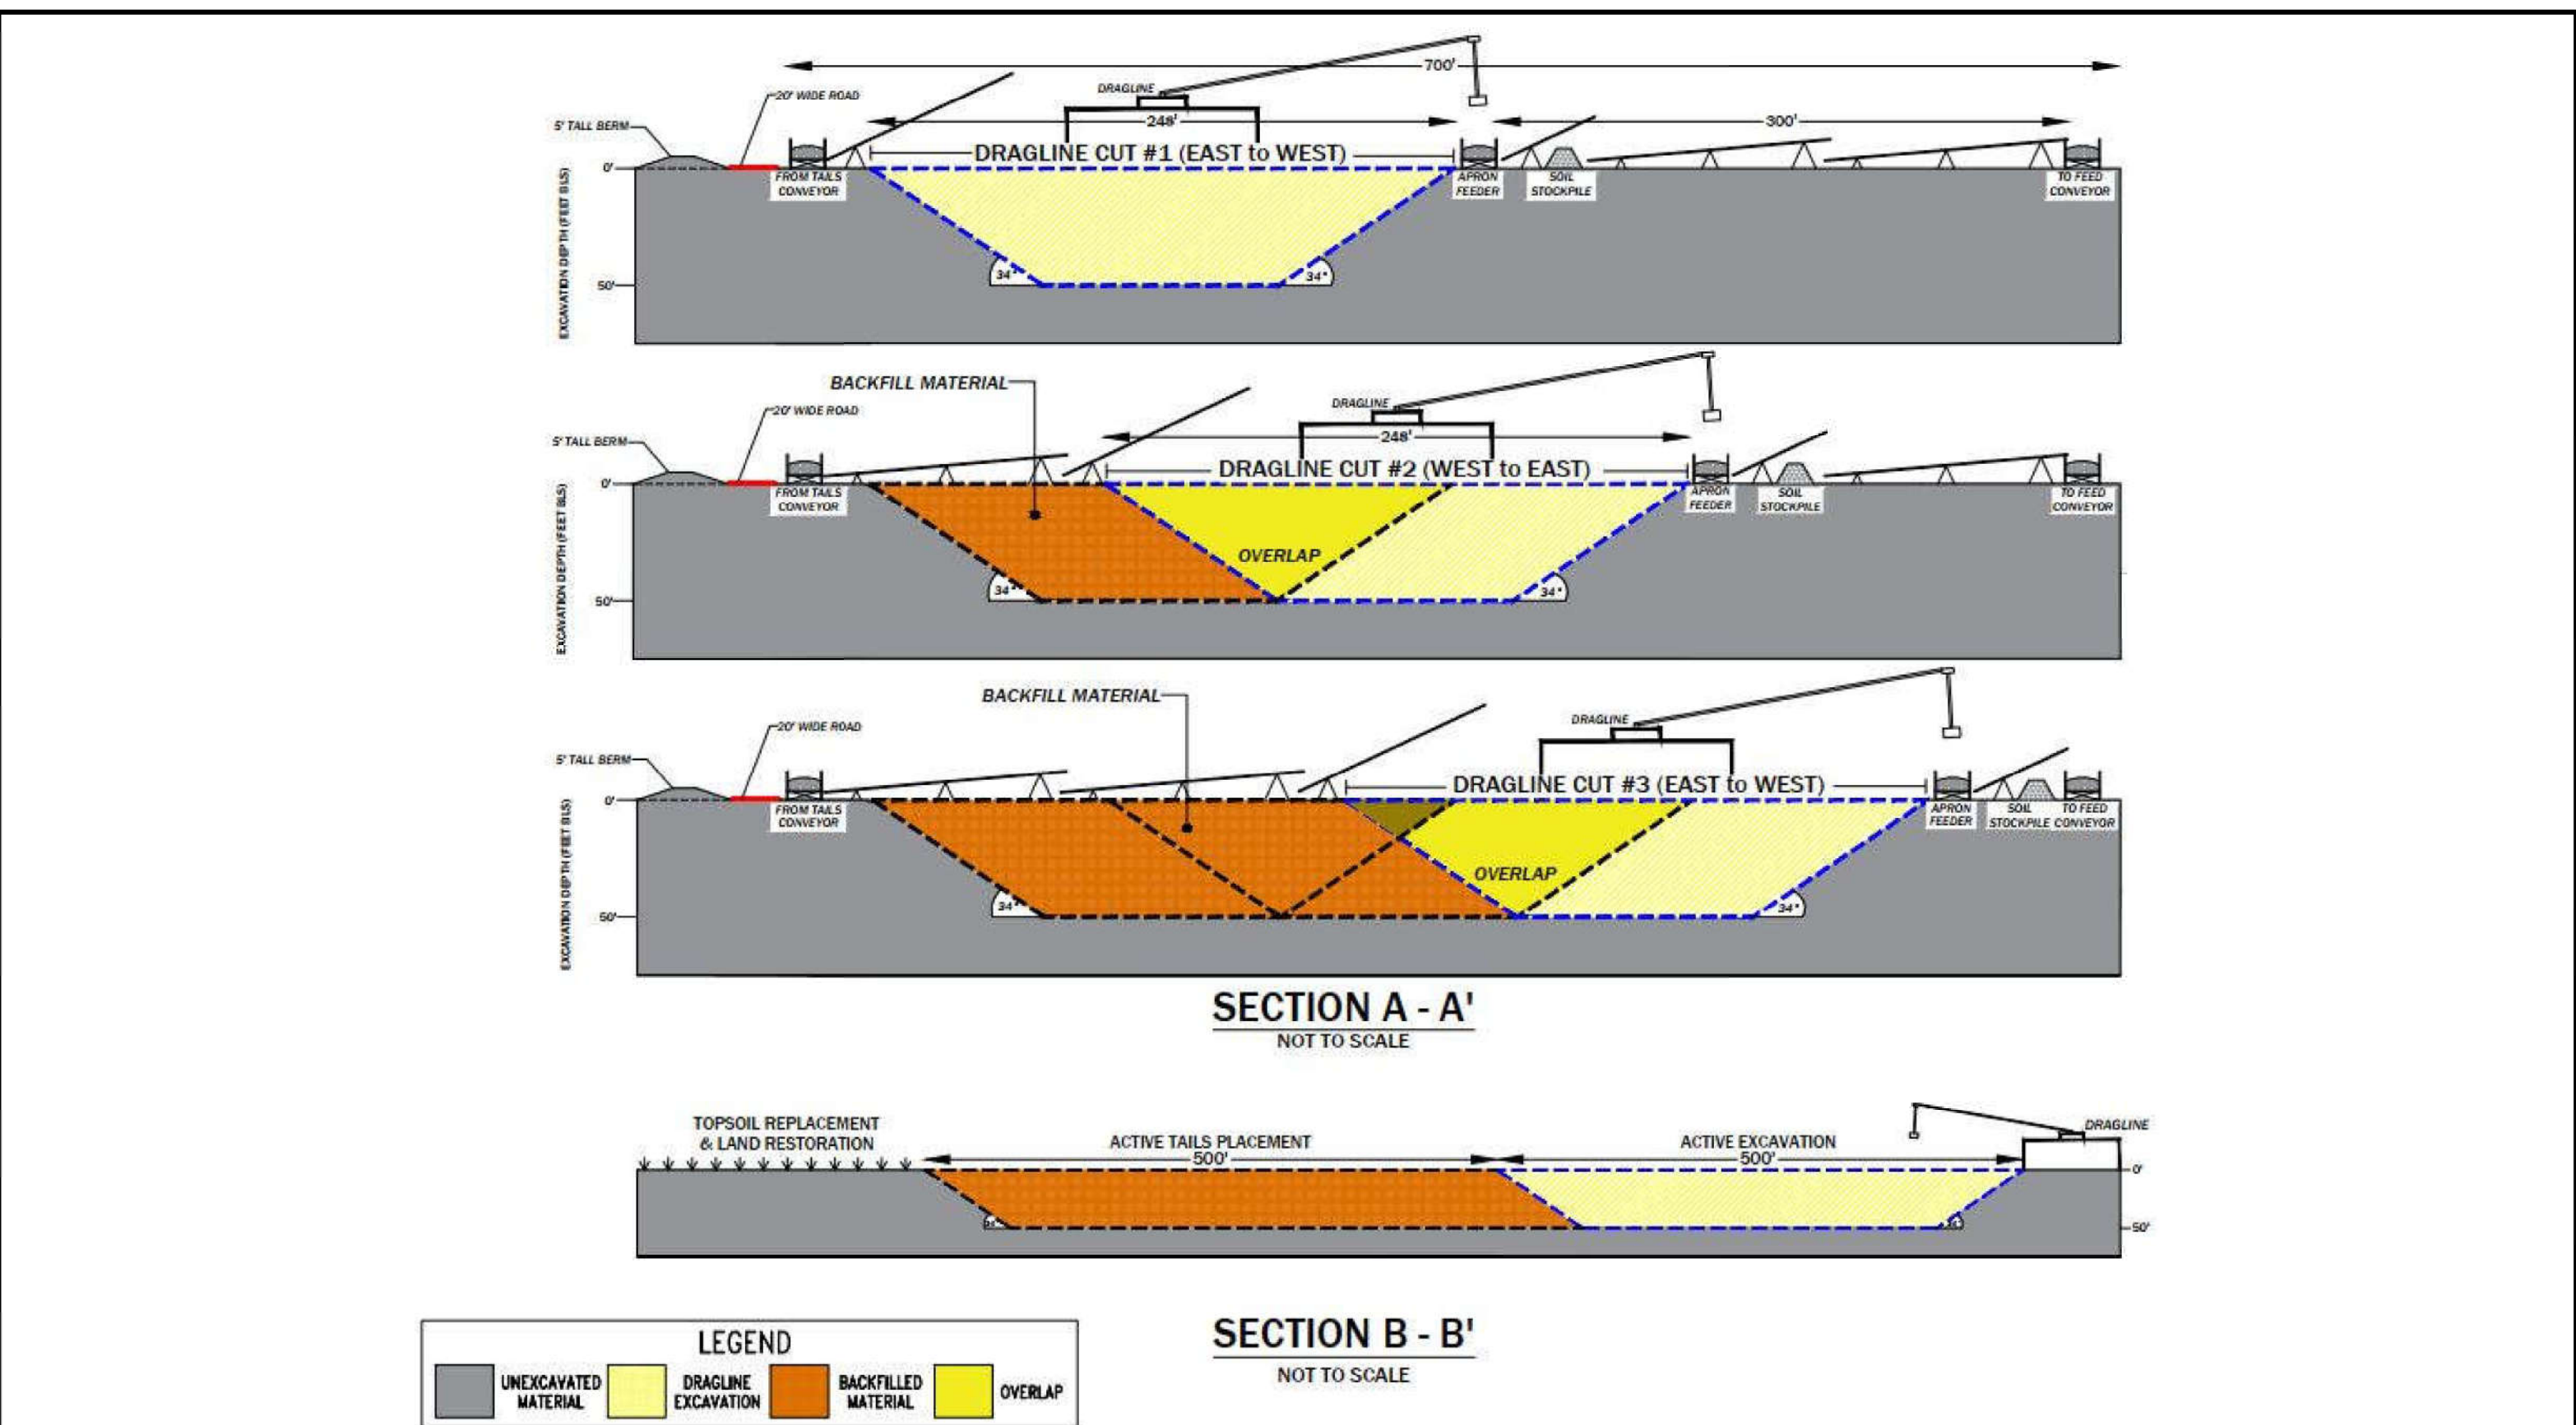 700'
20' WIDE ROAD
DRAGLINE
5' TALL BERM
248'
300'
DRAGLINE CUT #1 (EAST to WEST)
0'
FROM TAILS
CONVEYOR
APRON
FEEDER
SOIL
STOCKPILE
TO FEED
CONVEYOR
EXCAVATION DEPTH (FEET BLS)
34°
34°
50'
BACKFILL MATERIAL
20' WIDE ROAD
DRAGLINE
5' TALL BERM
248'
DRAGLINE CUT #2 (WEST to EAST)
0'
FROM TAILS
CONVEYOR
APRON
FEEDER
SOIL
STOCKPILE
TO FEED
CONVEYOR
EXCAVATION DEPTH (FEET BLS)
OVERLAP
34°
34°
50'
BACKFILL MATERIAL
20' WIDE ROAD
DRAGLINE
5' TALL BERM
DRAGLINE CUT #3 (EAST to WEST)
0'
FROM TAILS
CONVEYOR
APRON
FEEDER
SOIL
STOCKPILE
TO FEED
CONVEYOR
EXCAVATION DEPTH (FEET BLS)
OVERLAP
34°
34°
50'
SECTION A - A'
NOT TO SCALE
TOPSOIL REPLACEMENT
& LAND RESTORATION
ACTIVE TAILS PLACEMENT
500'
ACTIVE EXCAVATION
500'
DRAGLINE
0'
50'
SECTION B - B'
NOT TO SCALE
LEGEND
UNEXCAVATED
MATERIAL
DRAGLINE
EXCAVATION
BACKFILLED
MATERIAL
OVERLAP